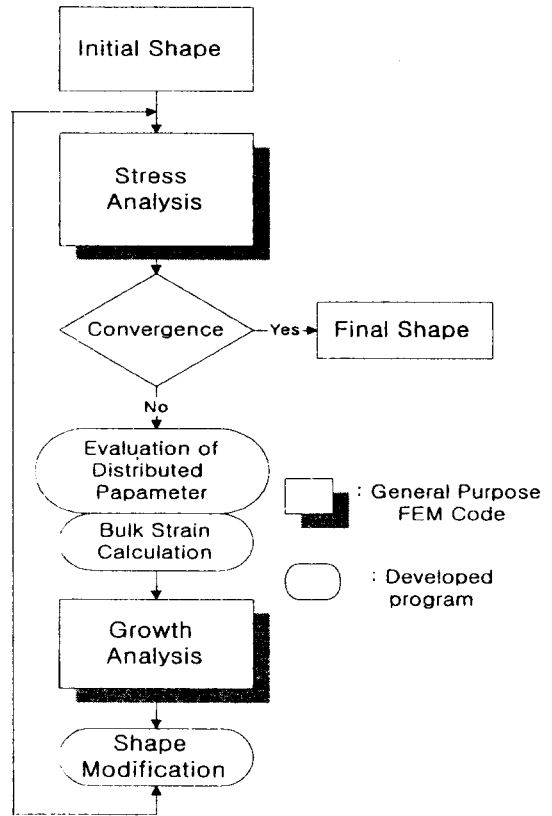 Initial Shape
Stress
Analysis
Convergence
Yes
Final Shape
No
Evaluation of
Distributed
Papameter
Bulk Strain
Calculation
: General Purpose
FEM Code
: Developed
program
Growth
Analysis
Shape
Modification